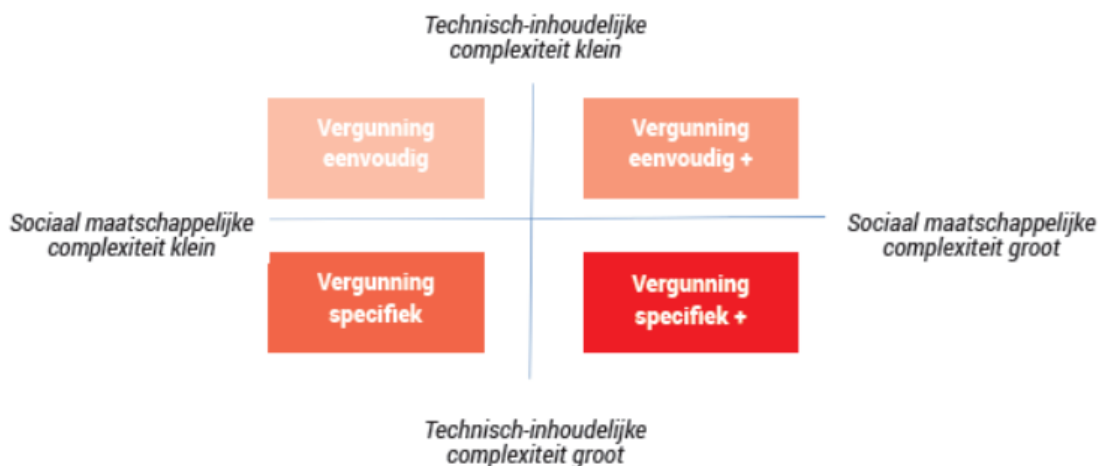 Technisch-inhoudelijke
complexiteit klein
Vergunning
eenvoudig
Vergunning
eenvoudig +
Sociaal maatschappelijke
complexiteit klein
Sociaal maatschappelijke
complexiteit groot
Vergunning
specifiek
Vergunning
specifiek +
Technisch-inhoudelijke
complexiteit groot